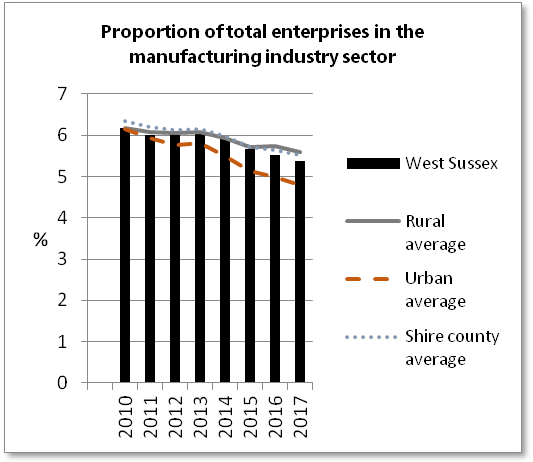 Proportion of total enterprises in the
manufacturing industry sector
7
6
5
4
3
2
1
0
%
2010
2011
2012
2013
2014
2015
2016
2017
West Sussex
Rural
average
Urban
average
Shire county
average